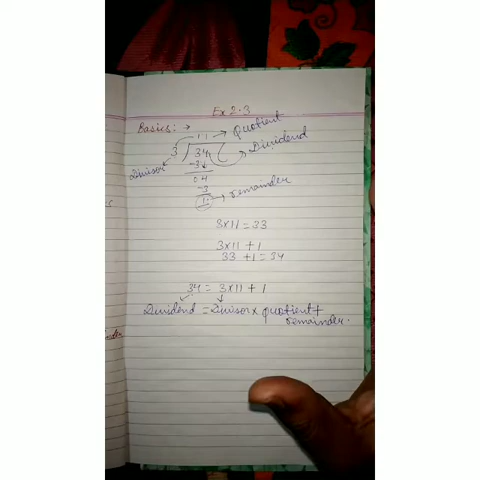 Ex 2.3
Basics: →
11 → Quotient
3 34 → Dividend
Divisor -3↓
04
-3
1 → remainder
3×11 = 33
3×11 + 1
33 + 1 = 34
34 = 3×11 + 1
Dividend = Divisor × quotient +
remainder.